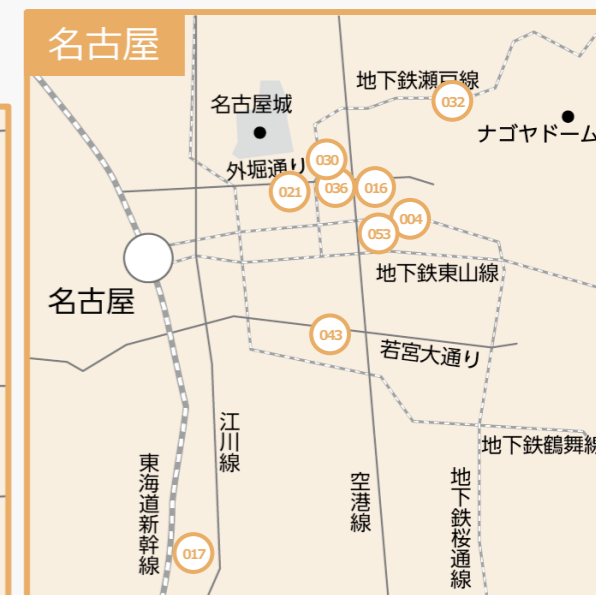 名古屋
地下鉄瀬戸線
032
名古屋城
ナゴヤドーム
外堀通り
030
021
036
016
004
053
地下鉄東山線
名古屋
043
若宮大通り
江川線
地下鉄鶴舞線
東海道新幹線
空港線
地下鉄桜通線
017